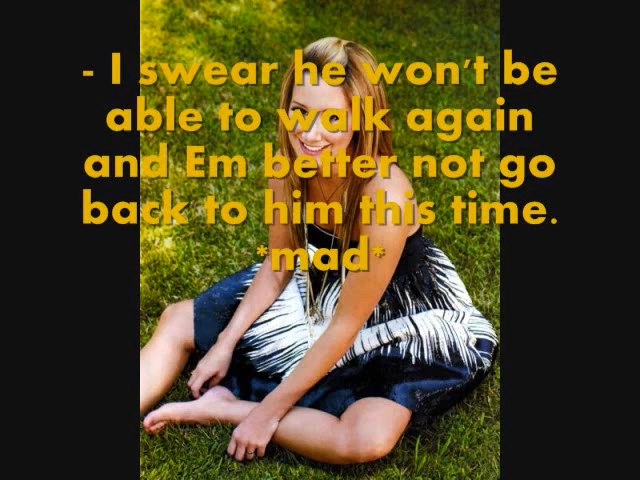 - I swear he won't be
able to walk again
and Em better not go
back to him this time.
*mad*